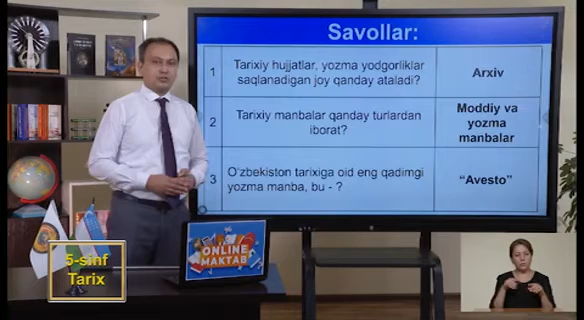 Savollar:
1
Tarixiy hujjatlar, yozma yodgorliklar
saqlanadigan joy qanday ataladi?
Arxiv
2
Tarixiy manbalar qanday turlardan
iborat?
Moddiy va
yozma
manbalar
3
O'zbekiston tarixiga oid eng qadimgi
yozma manba, bu - ?
“Avesto”
ONLINE
MAKTAB
5-sinf
Tarix